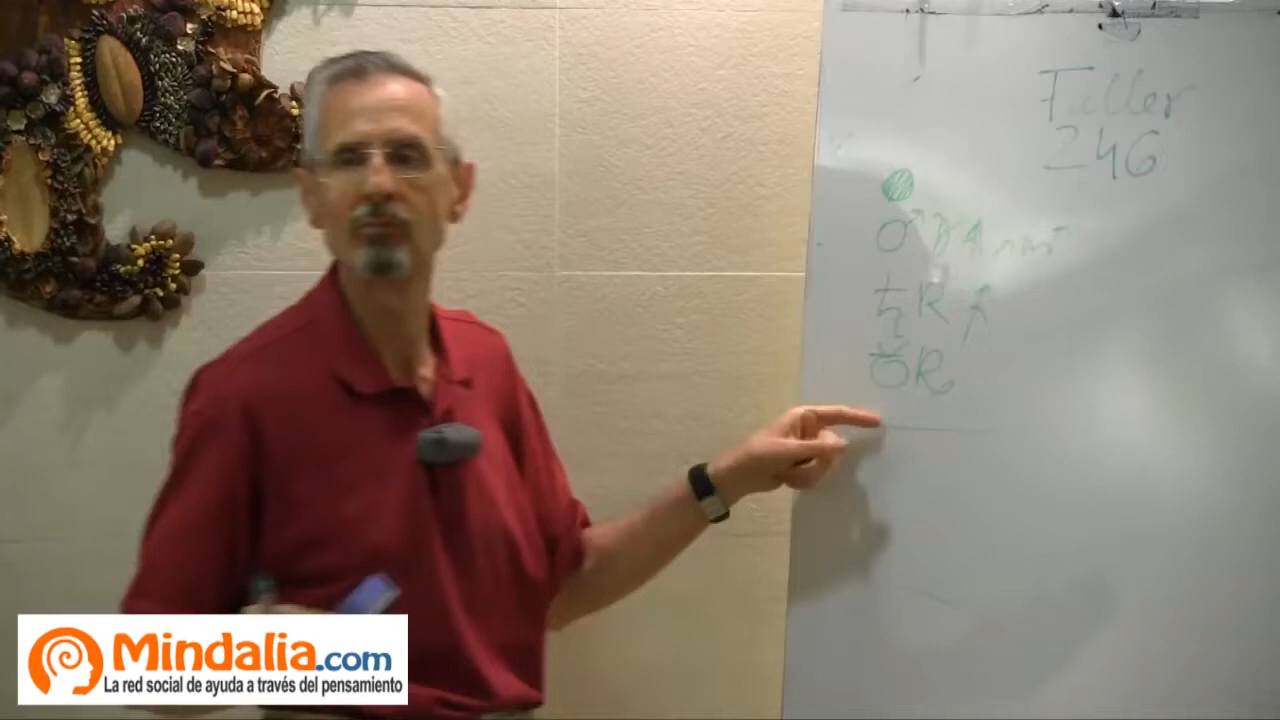 Taller
246
♂
♄ R
♉ R
Mindalia.com
La red social de ayuda a través del pensamiento